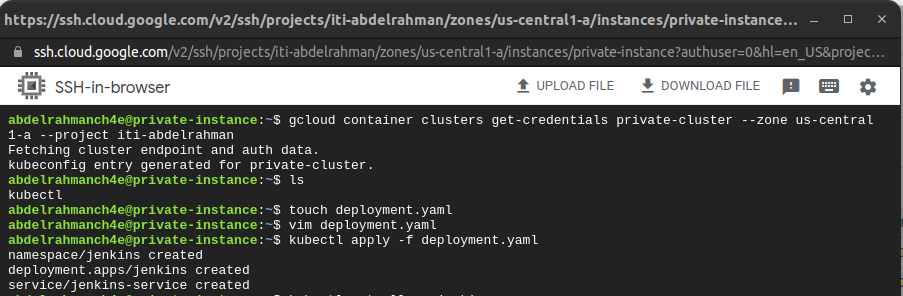 https://ssh.cloud.google.com/v2/ssh/projects/iti-abdelrahman/zones/us-central1-a/instances/private-instance...
ssh.cloud.google.com/v2/ssh/projects/iti-abdelrahman/zones/us-central1-a/instances/private-instance?authuser=0&hl=en_US&projec...
SSH-in-browser UPLOAD FILE DOWNLOAD FILE
abdelrahmanch4e@private-instance:~$ gcloud container clusters get-credentials private-cluster --zone us-central
1-a --project iti-abdelrahman
Fetching cluster endpoint and auth data.
kubeconfig entry generated for private-cluster.
abdelrahmanch4e@private-instance:~$ ls
kubectl
abdelrahmanch4e@private-instance:~$ touch deployment.yaml
abdelrahmanch4e@private-instance:~$ vim deployment.yaml
abdelrahmanch4e@private-instance:~$ kubectl apply -f deployment.yaml
namespace/jenkins created
deployment.apps/jenkins created
service/jenkins-service created